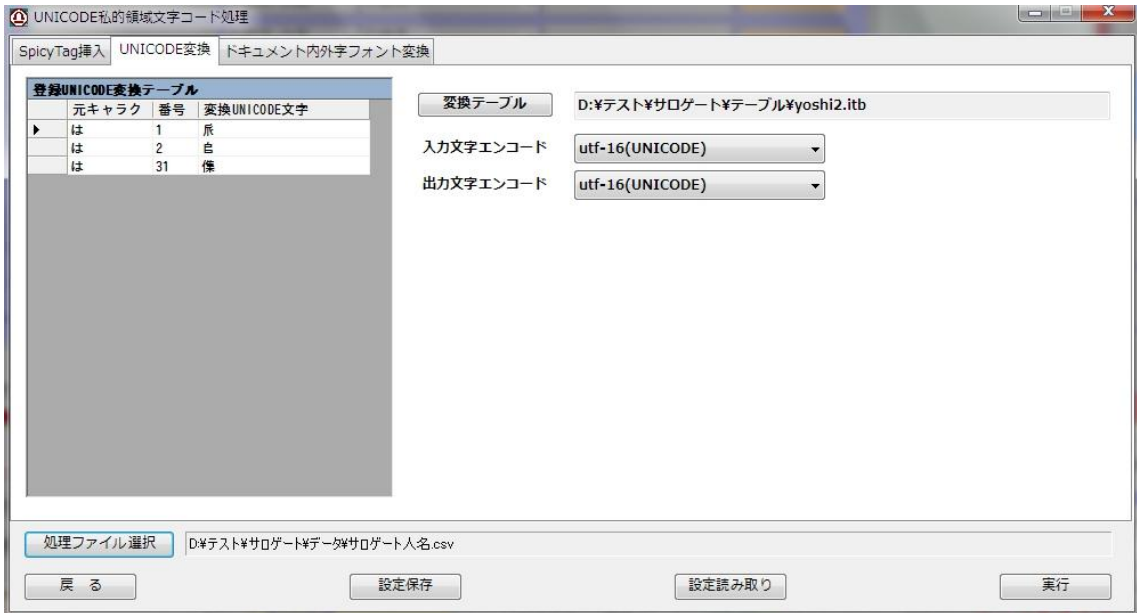 UNICODE私的領域文字コード処理
SpicyTag挿入 UNICODE変換 ドキュメント内外字フォント変換
登録UNICODE変換テーブル
元キャラク 番号 変換UNICODE文字
は 1
は 2
は 31
変換テーブル D:¥テスト¥サロゲート¥テーブル¥yoshi2.itb
入力文字エンコード utf-16(UNICODE)
出力文字エンコード utf-16(UNICODE)
処理ファイル選択 D:¥テスト¥サロゲート¥データ¥サロゲート人名.csv
戻 る 設定保存 設定読み取り 実行